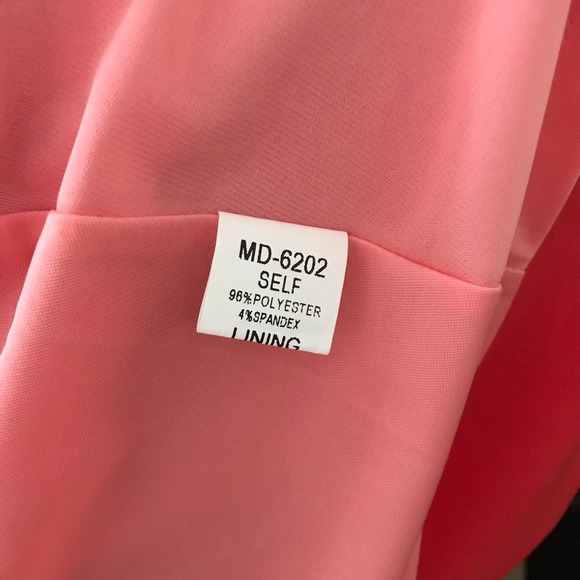 MD-6202
SELF
96%POLYESTER
4%SPANDEX
LINING